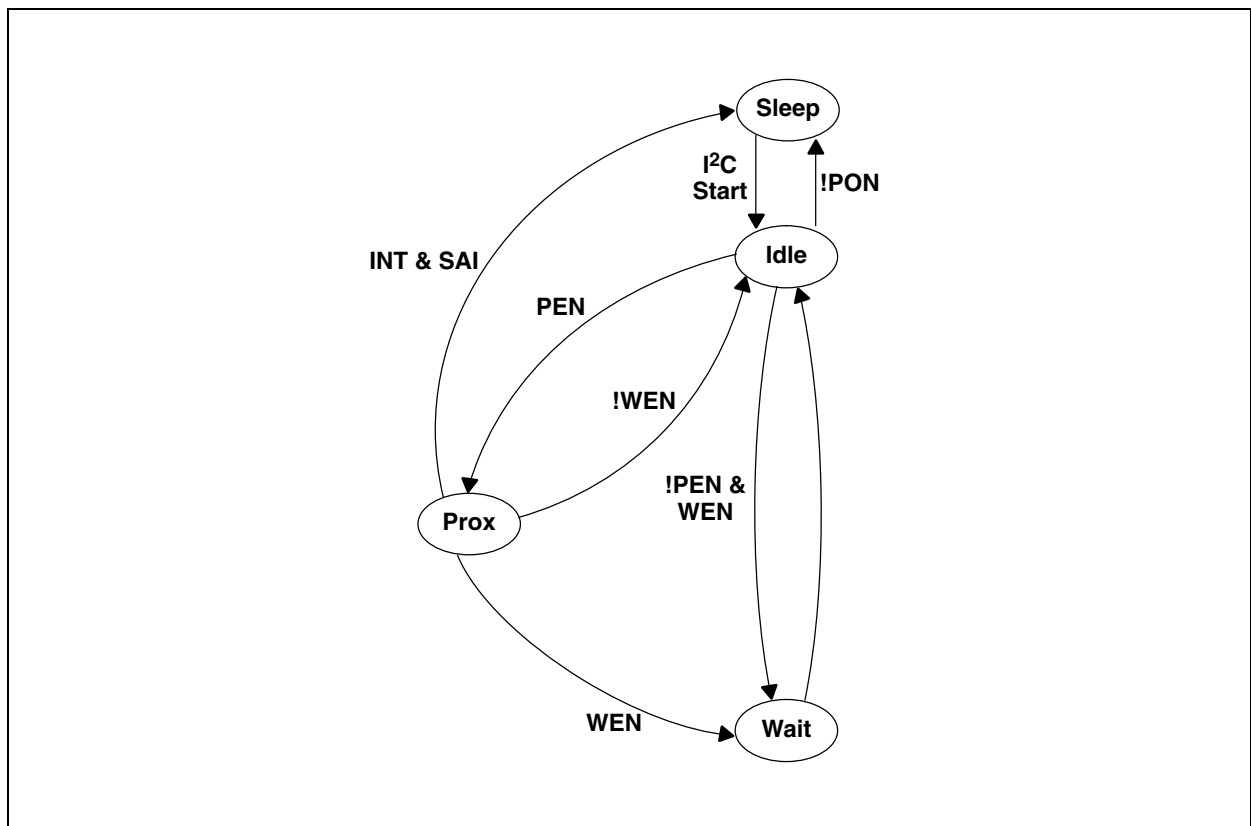 Sleep
I²C
Start
!PON
Idle
INT & SAI
PEN
!WEN
!PEN &
WEN
Prox
WEN
Wait